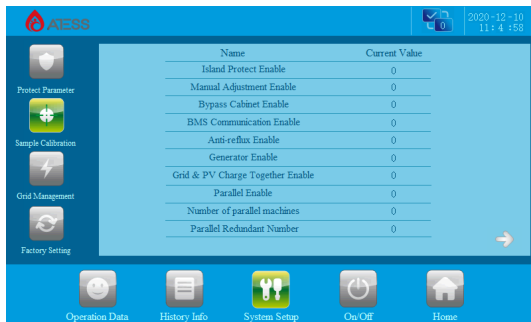 ATESS
0
2020-12-10
11: 4 :58
Name Current Value
Island Protect Enable 0
Manual Adjustment Enable 0
Bypass Cabinet Enable 0
BMS Communication Enable 0
Anti-reflux Enable 0
Generator Enable 0
Grid & PV Charge Together Enable 0
Parallel Enable 0
Number of parallel machines 0
Parallel Redundant Number 0
Protect Parameter
Sample Calibration
Grid Management
Factory Setting
Operation Data History Info System Setup On/Off Home